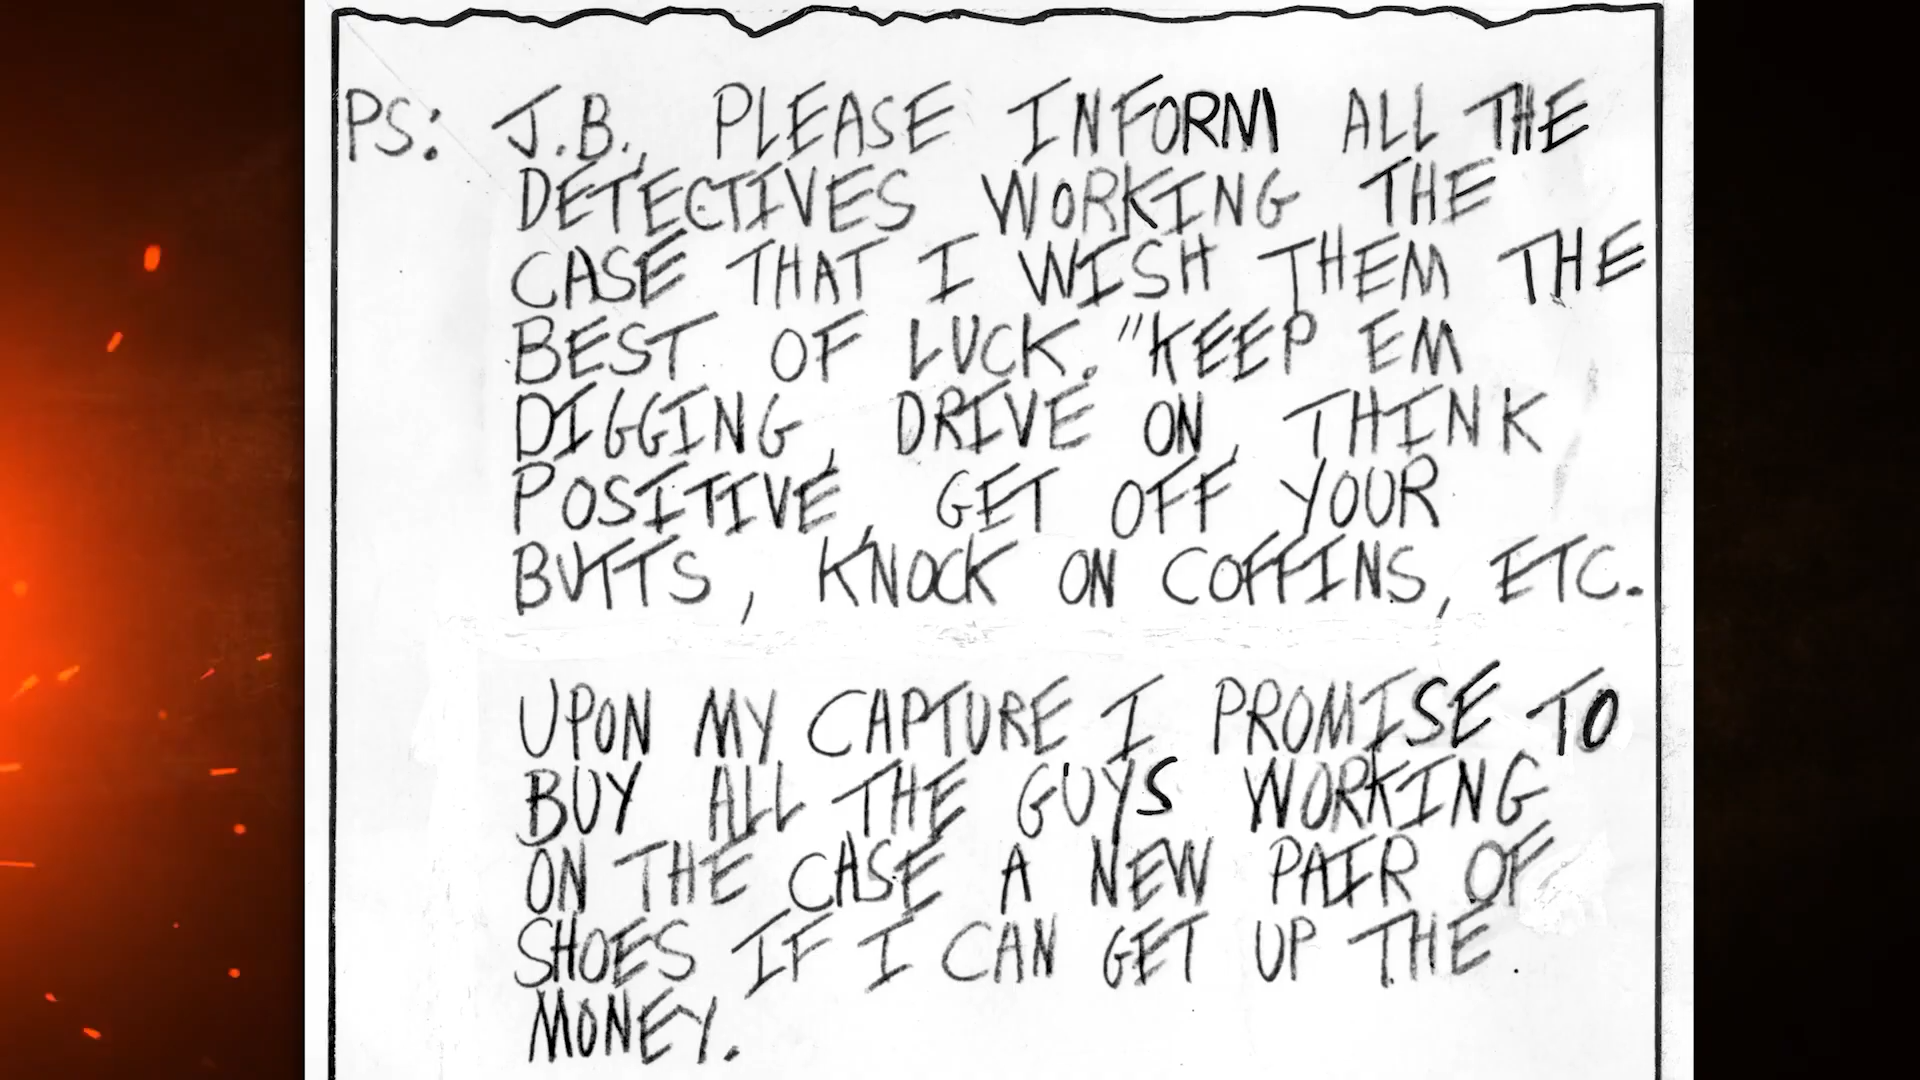 PS: J.B., PLEASE INFORM ALL THE
DETECTIVES WORKING THE
CASE THAT I WISH THEM THE
BEST OF LUCK. "KEEP EM
DIGGING, DRIVE ON, THINK
POSITIVE, GET OFF YOUR
BUTTS, KNOCK ON COFFINS, ETC.
UPON MY CAPTURE I PROMISE TO
BUY ALL THE GUYS WORKING
ON THE CASE A NEW PAIR OF
SHOES IF I CAN GET UP THE
MONEY.